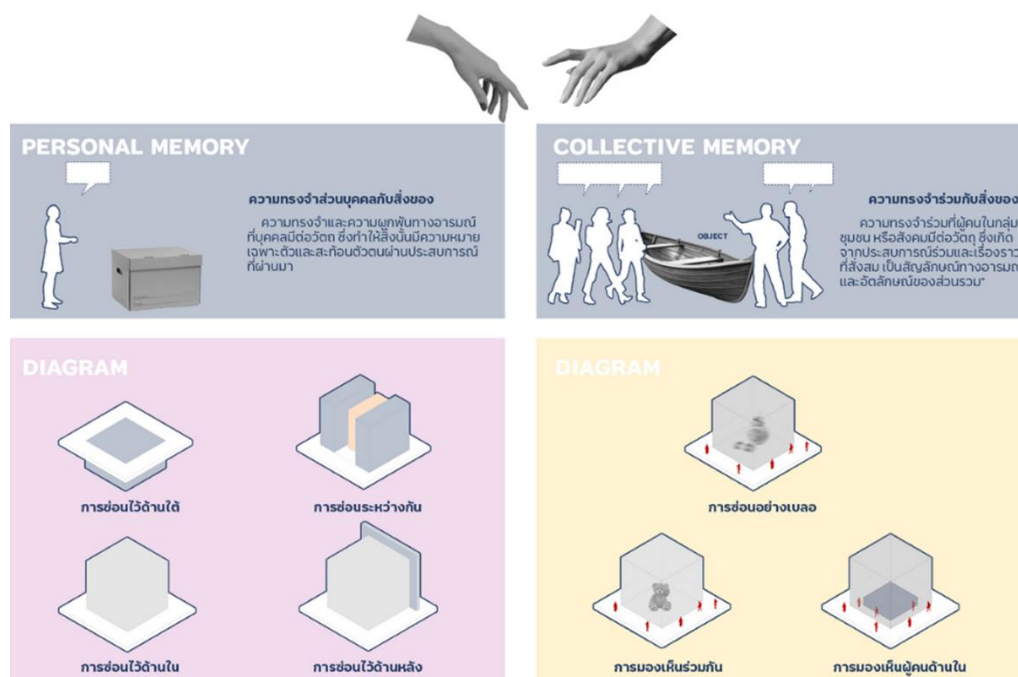 PERSONAL MEMORY
ความทรงจำส่วนบุคคลกับสิ่งของ
ความทรงจำและความผูกพันทางอารมณ์
ที่บุคคลมีต่อวัตถุ ซึ่งทำให้สิ่งนั้นมีความหมาย
เฉพาะตัวและสะท้อนตัวตนผ่านประสบการณ์
ที่ผ่านมา
COLLECTIVE MEMORY
OBJECT
ความทรงจำร่วมกับสิ่งของ
ความทรงจำร่วมที่ผู้คนในกลุ่ม
ชุมชน หรือสังคมมีต่อวัตถุ ซึ่งเกิด
จากประสบการณ์ร่วมและเรื่องราว
ที่สั่งสม เป็นสัญลักษณ์ทางอารมณ์
และอัตลักษณ์ของส่วนรวม"
DIAGRAM
การซ่อนไว้ด้านใต้
การซ่อนระหว่างกัน
การซ่อนไว้ด้านใน
การซ่อนไว้ด้านหลัง
DIAGRAM
การซ่อนอย่างเบลอ
การมองเห็นร่วมกัน
การมองเห็นผู้คนด้านใน